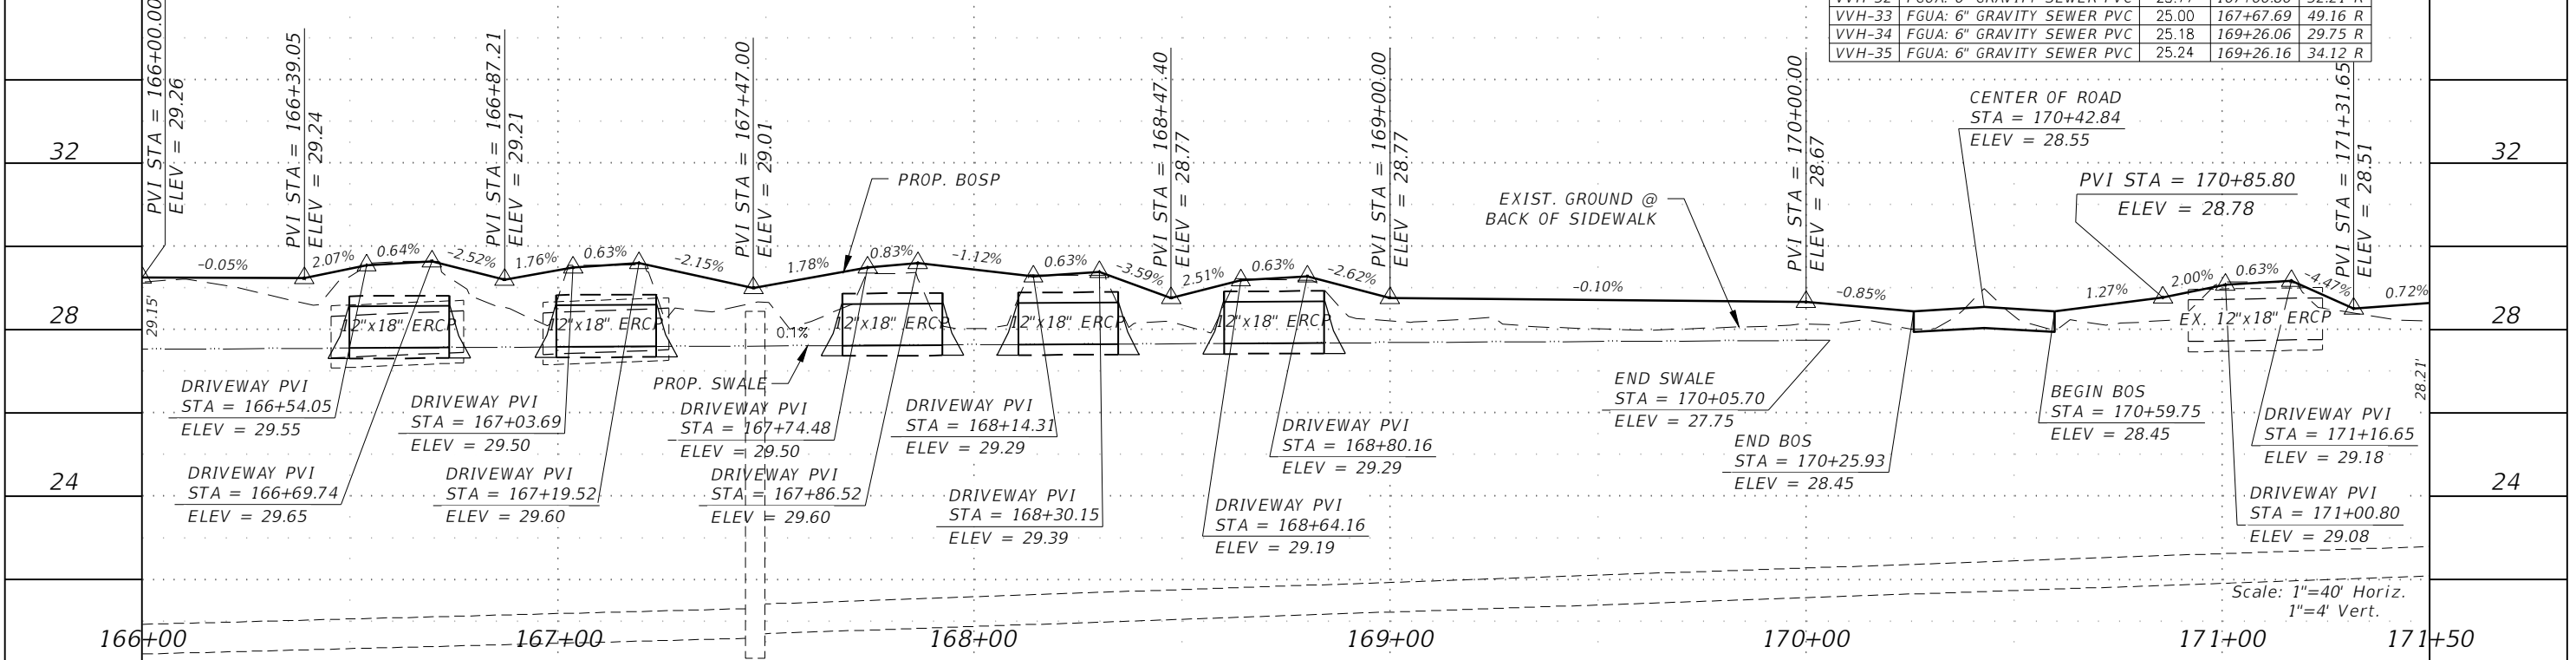 VVH-33 FGUA: 6" GRAVITY SEWER PVC 25.00 167+67.69 49.16 R
VVH-34 FGUA: 6" GRAVITY SEWER PVC 25.18 169+26.06 29.75 R
VVH-35 FGUA: 6" GRAVITY SEWER PVC 25.24 169+26.16 34.12 R
PVI STA = 166+00.00
ELEV = 29.26
PVI STA = 166+39.05
ELEV = 29.24
PVI STA = 166+87.21
ELEV = 29.21
PVI STA = 167+47.00
ELEV = 29.01
PVI STA = 168+47.40
ELEV = 28.77
PVI STA = 169+00.00
ELEV = 28.77
PVI STA = 170+00.00
ELEV = 28.67
CENTER OF ROAD
STA = 170+42.84
ELEV = 28.55
PVI STA = 170+85.80
ELEV = 28.78
PVI STA = 171+31.65
ELEV = 28.51
32
32
PROP. BOSP
EXIST. GROUND @
BACK OF SIDEWALK
-0.05%
2.07%
0.64%
-2.52%
1.76%
0.63%
-2.15%
1.78%
0.83%
-1.12%
0.63%
-3.59%
2.51%
0.63%
-2.62%
-0.10%
-0.85%
1.27%
2.00%
0.63%
-4.47%
0.72%
28
29.15'
12"x18" ERCP
12"x18" ERCP
0.1%
12"x18" ERCP
12"x18" ERCP
12"x18" ERCP
EX. 12"x18" ERCP
28
28.21'
PROP. SWALE
DRIVEWAY PVI
STA = 166+54.05
ELEV = 29.55
DRIVEWAY PVI
STA = 167+03.69
ELEV = 29.50
DRIVEWAY PVI
STA = 167+74.48
ELEV = 29.50
DRIVEWAY PVI
STA = 168+14.31
ELEV = 29.29
DRIVEWAY PVI
STA = 168+80.16
ELEV = 29.29
END SWALE
STA = 170+05.70
ELEV = 27.75
END BOS
STA = 170+25.93
ELEV = 28.45
BEGIN BOS
STA = 170+59.75
ELEV = 28.45
DRIVEWAY PVI
STA = 171+16.65
ELEV = 29.18
24
DRIVEWAY PVI
STA = 166+69.74
ELEV = 29.65
DRIVEWAY PVI
STA = 167+19.52
ELEV = 29.60
DRIVEWAY PVI
STA = 167+86.52
ELEV = 29.60
DRIVEWAY PVI
STA = 168+30.15
ELEV = 29.39
DRIVEWAY PVI
STA = 168+64.16
ELEV = 29.19
DRIVEWAY PVI
STA = 171+00.80
ELEV = 29.08
24
Scale: 1"=40' Horiz.
1"=4' Vert.
166+00
167+00
168+00
169+00
170+00
171+00
171+50